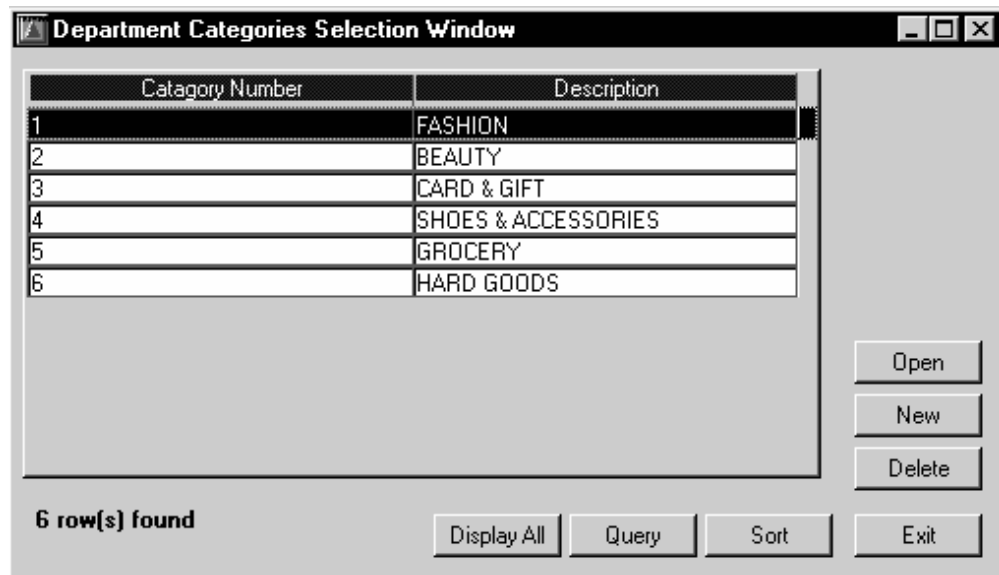 Department Categories Selection Window
Catagory Number Description
1 FASHION
2 BEAUTY
3 CARD & GIFT
4 SHOES & ACCESSORIES
5 GROCERY
6 HARD GOODS
Open
New
Delete
6 row(s) found
Display All Query Sort Exit